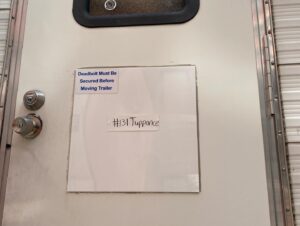 Deadbolt Must Be
Secured Before
Moving Trailer
#131 Tuppance